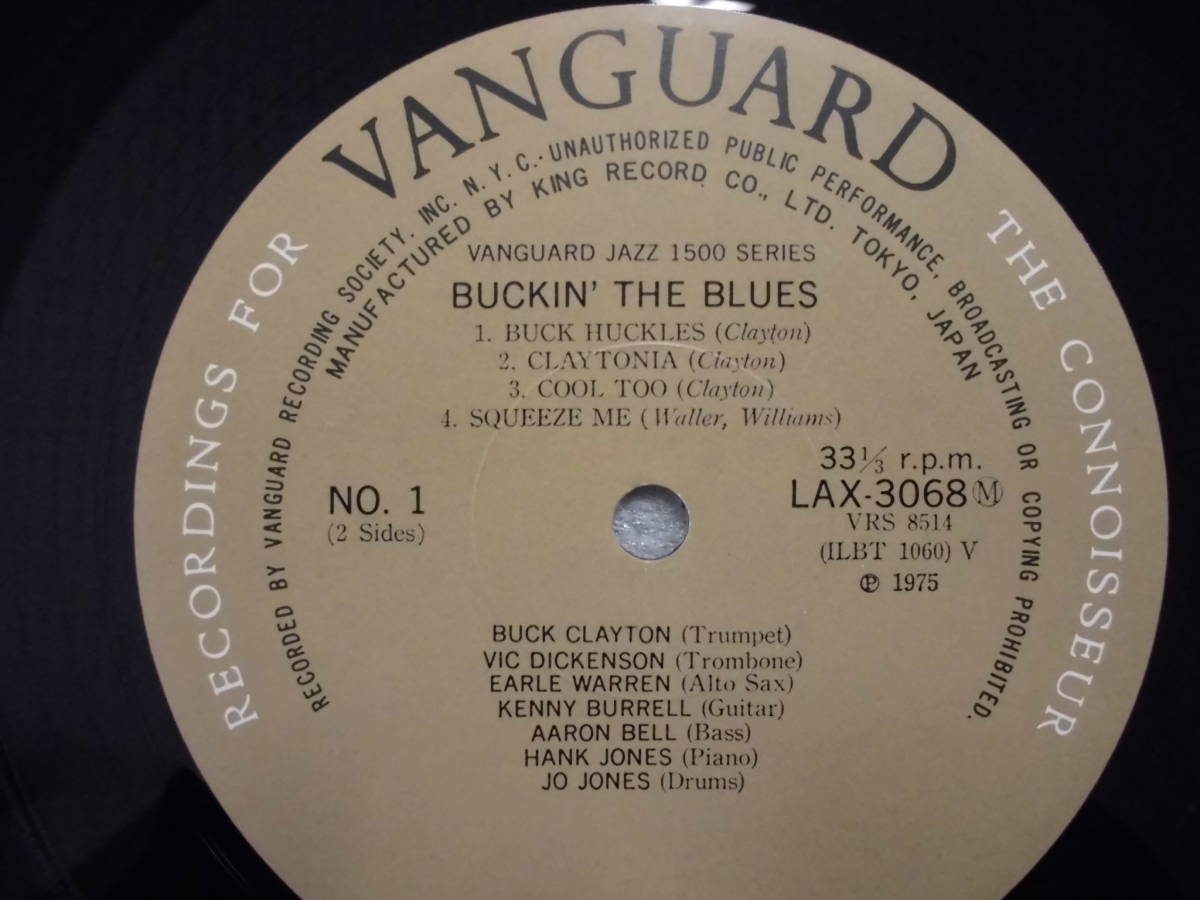 VANGUARD
RECORDINGS FOR THE CONNOISSEUR
RECORDED BY VANGUARD RECORDING SOCIETY. INC. N.Y.C.·UNAUTHORIZED PUBLIC PERFORMANCE, BROADCASTING OR COPYING PROHIBITED.
MANUFACTURED BY KING RECORD CO., LTD. TOKYO, JAPAN
VANGUARD JAZZ 1500 SERIES
BUCKIN' THE BLUES
1. BUCK HUCKLES (Clayton)
2. CLAYTONIA (Clayton)
3. COOL TOO (Clayton)
4. SQUEEZE ME (Waller, Williams)
33 1/3 r.p.m.
NO. 1
(2 Sides)
LAX-3068 Ⓜ
VRS 8514
(ILBT 1060) V
℗ 1975
BUCK CLAYTON (Trumpet)
VIC DICKENSON (Trombone)
EARLE WARREN (Alto Sax)
KENNY BURRELL (Guitar)
AARON BELL (Bass)
HANK JONES (Piano)
JO JONES (Drums)